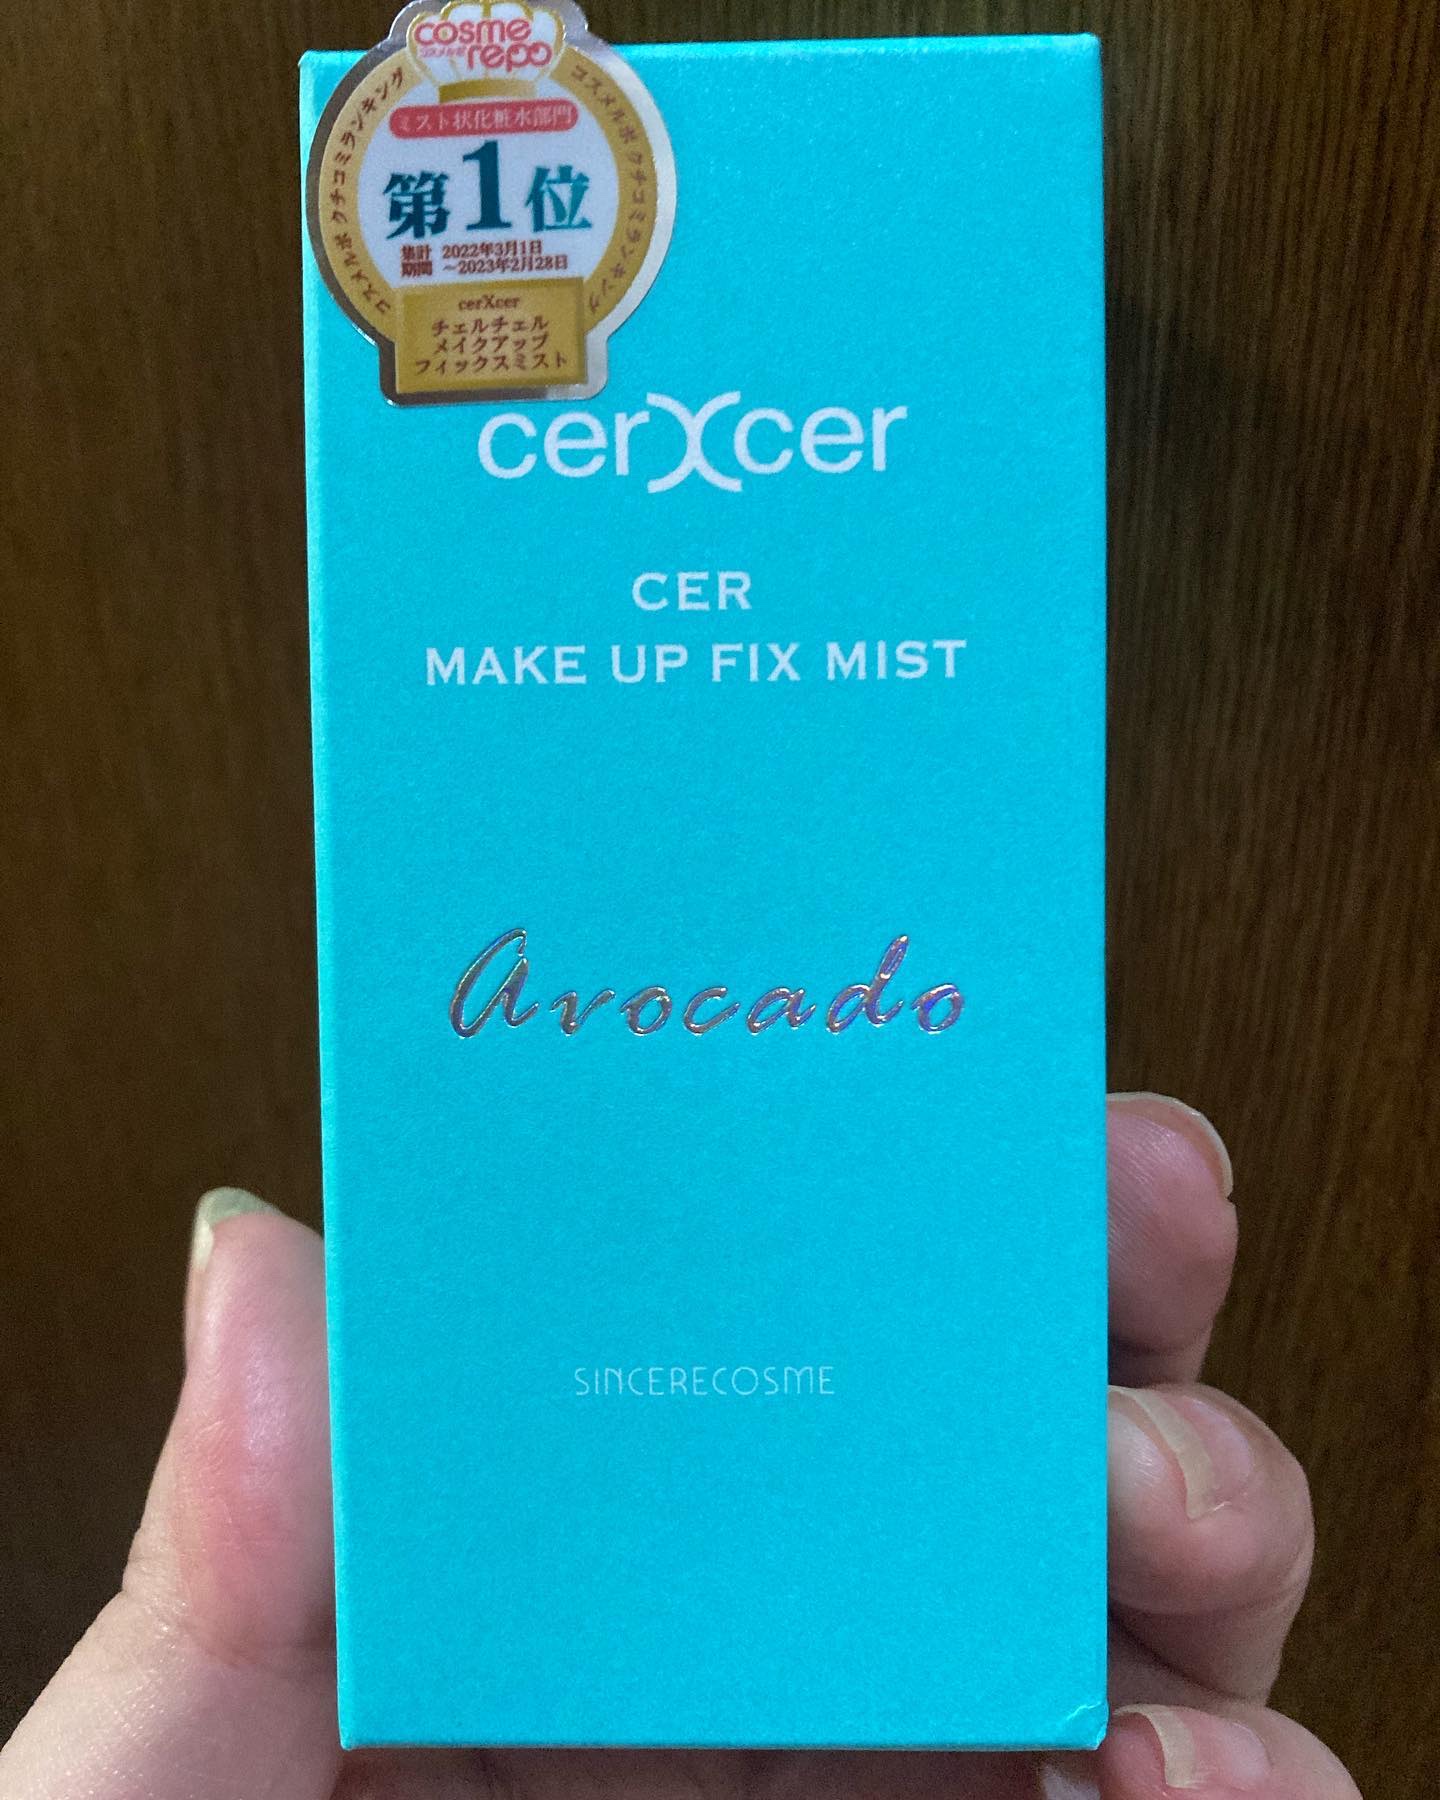 cosme
コスメルポ
repo
コスメルポ クチコミランキング
コスメルポ クチコミランキング
ミスト状化粧水部門
第1位
集計 2022年3月1日
期間 ~2023年2月28日
cerXcer
チェルチェル
メイクアップ
フィックスミスト
cerXcer
CER
MAKE UP FIX MIST
Avocado
SINCERECOSME